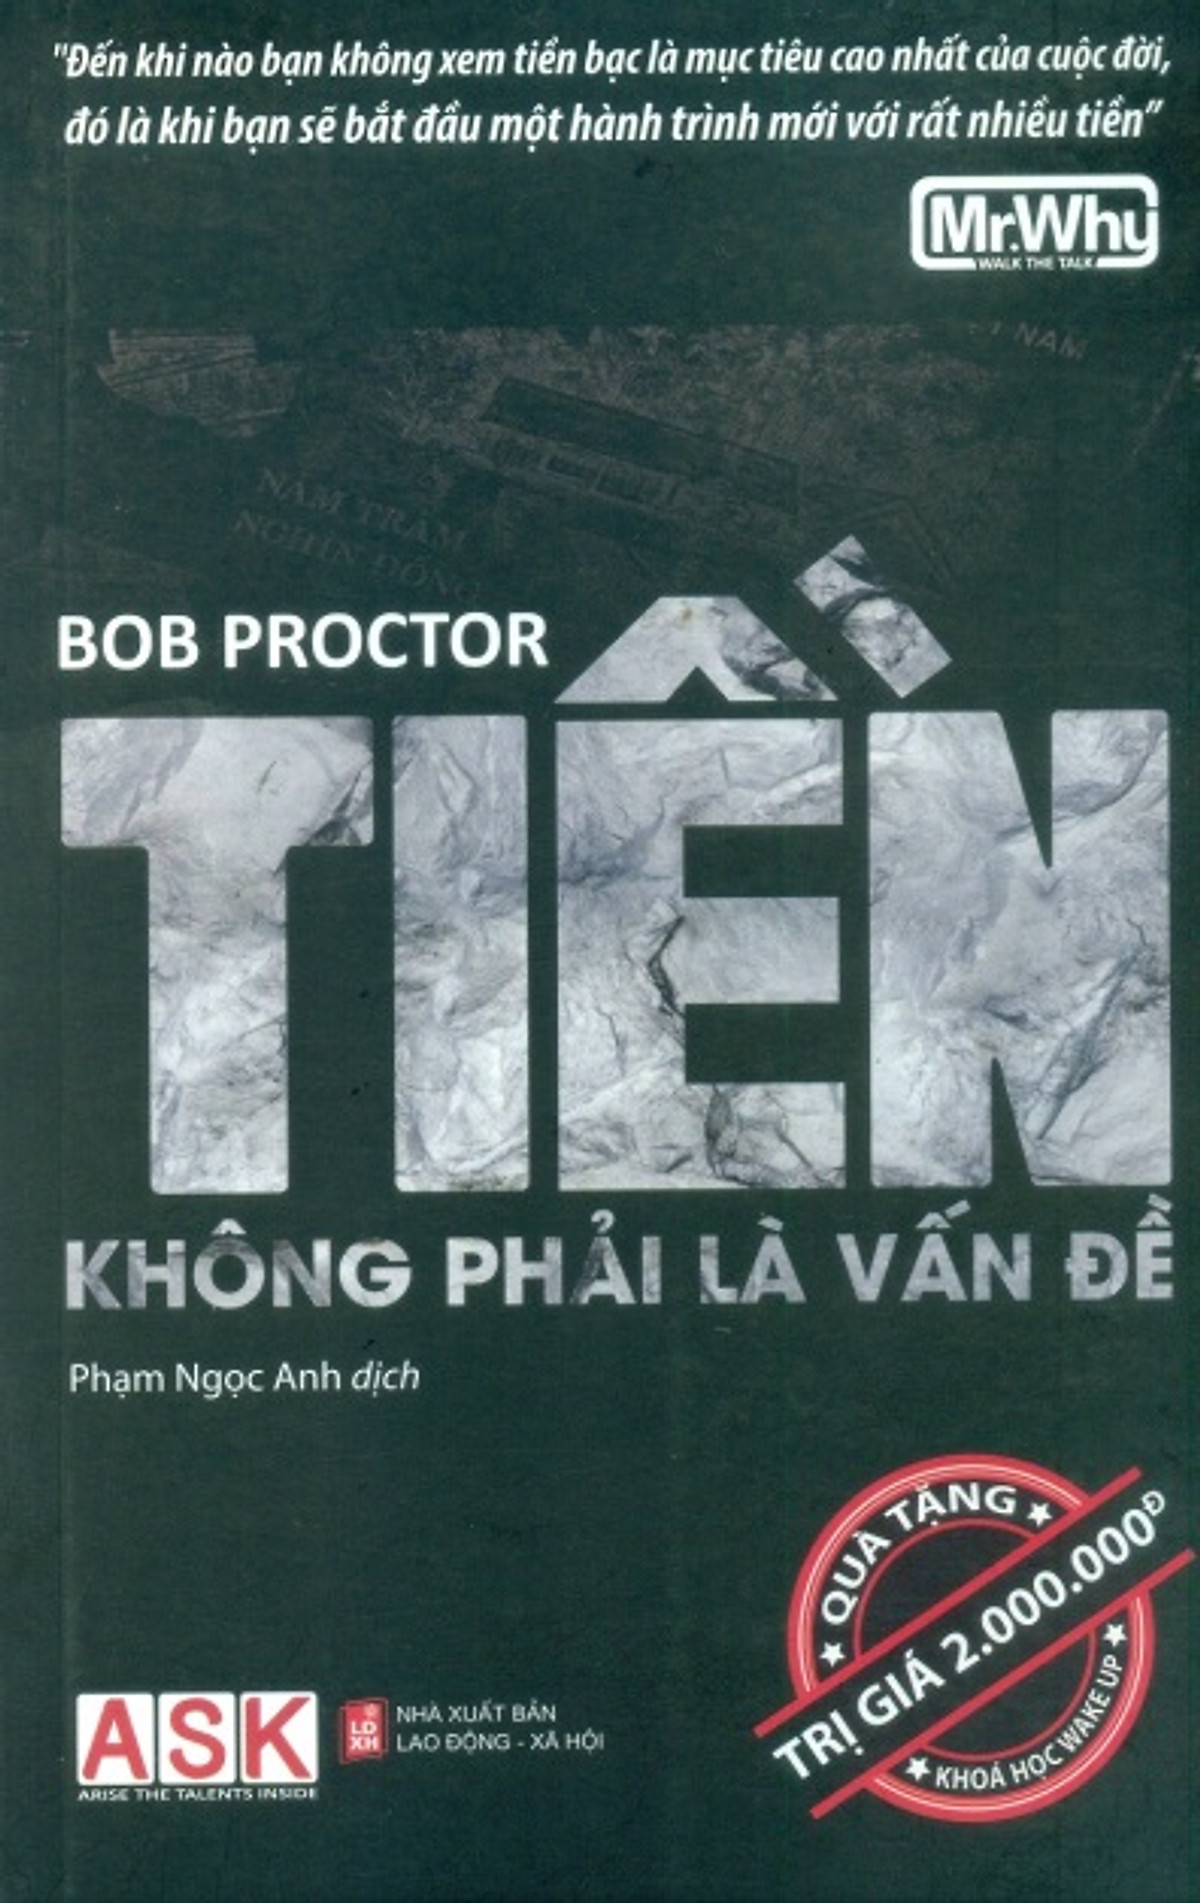 "Đến khi nào bạn không xem tiền bạc là mục tiêu cao nhất của cuộc đời,
đó là khi bạn sẽ bắt đầu một hành trình mới với rất nhiều tiền”
Mr.Why
WALK THE TALK
NAM
NĂM TRĂM
NGHÌN ĐỒNG
BOB PROCTOR
TIỀN
KHÔNG PHẢI LÀ VẤN ĐỀ
Phạm Ngọc Anh dịch
QUÀ TẶNG
TRỊ GIÁ 2.000.000Đ
KHOÁ HỌC WAKE UP
ASK
ARISE THE TALENTS INSIDE
LĐ
XH
NHÀ XUẤT BẢN
LAO ĐỘNG - XÃ HỘI